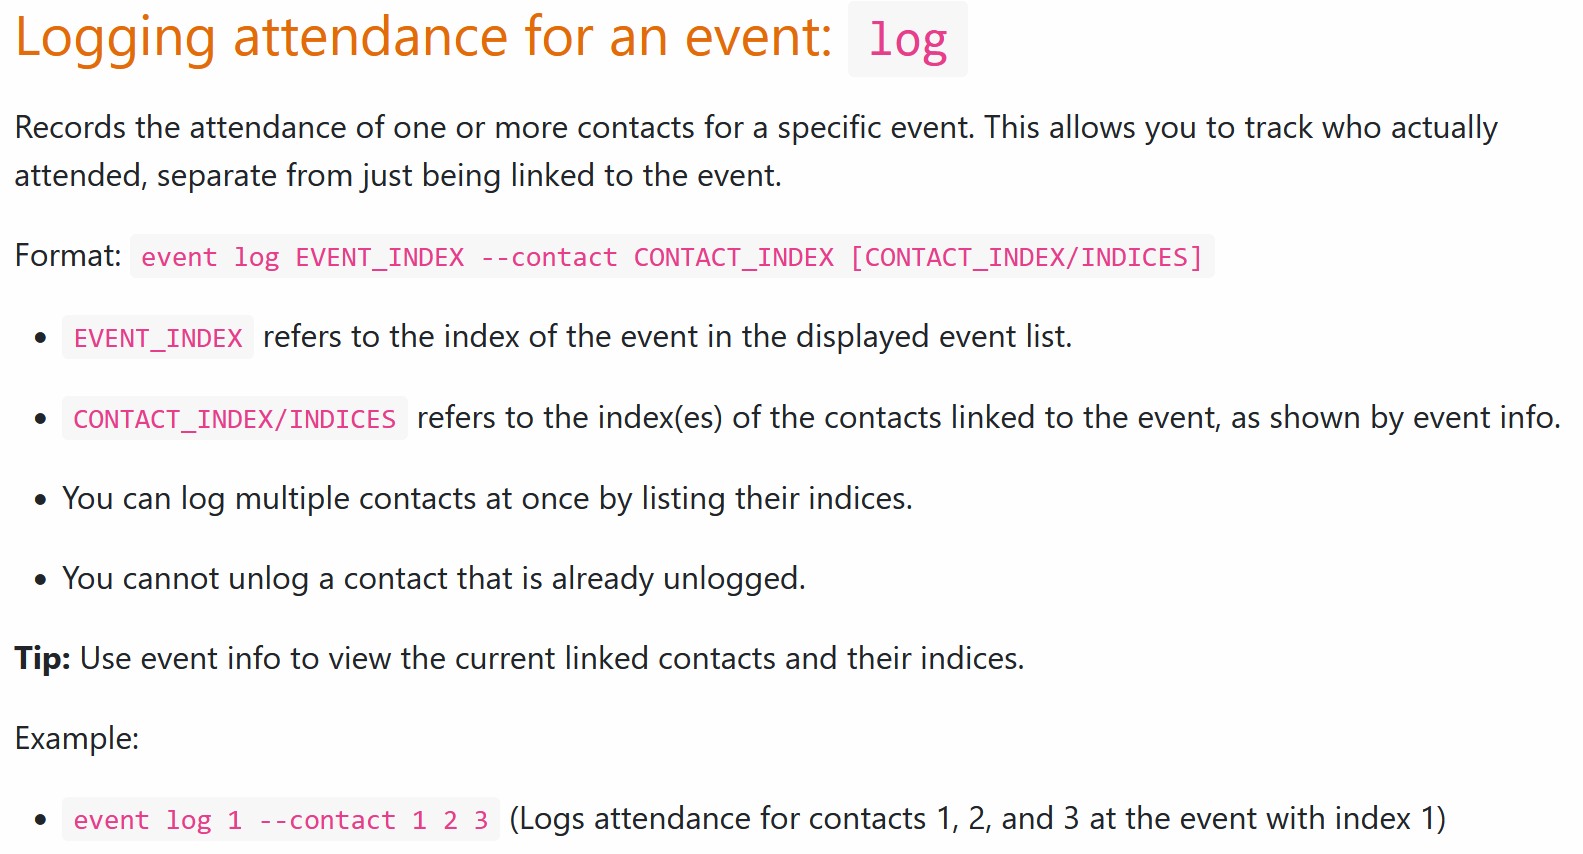 Logging attendance for an event: log
Records the attendance of one or more contacts for a specific event. This allows you to track who actually
attended, separate from just being linked to the event.
Format: event log EVENT_INDEX --contact CONTACT_INDEX [CONTACT_INDEX/INDICES]
• EVENT_INDEX refers to the index of the event in the displayed event list.
• CONTACT_INDEX/INDICES refers to the index(es) of the contacts linked to the event, as shown by event info.
• You can log multiple contacts at once by listing their indices.
• You cannot unlog a contact that is already unlogged.
Tip: Use event info to view the current linked contacts and their indices.
Example:
• event log 1 --contact 1 2 3 (Logs attendance for contacts 1, 2, and 3 at the event with index 1)